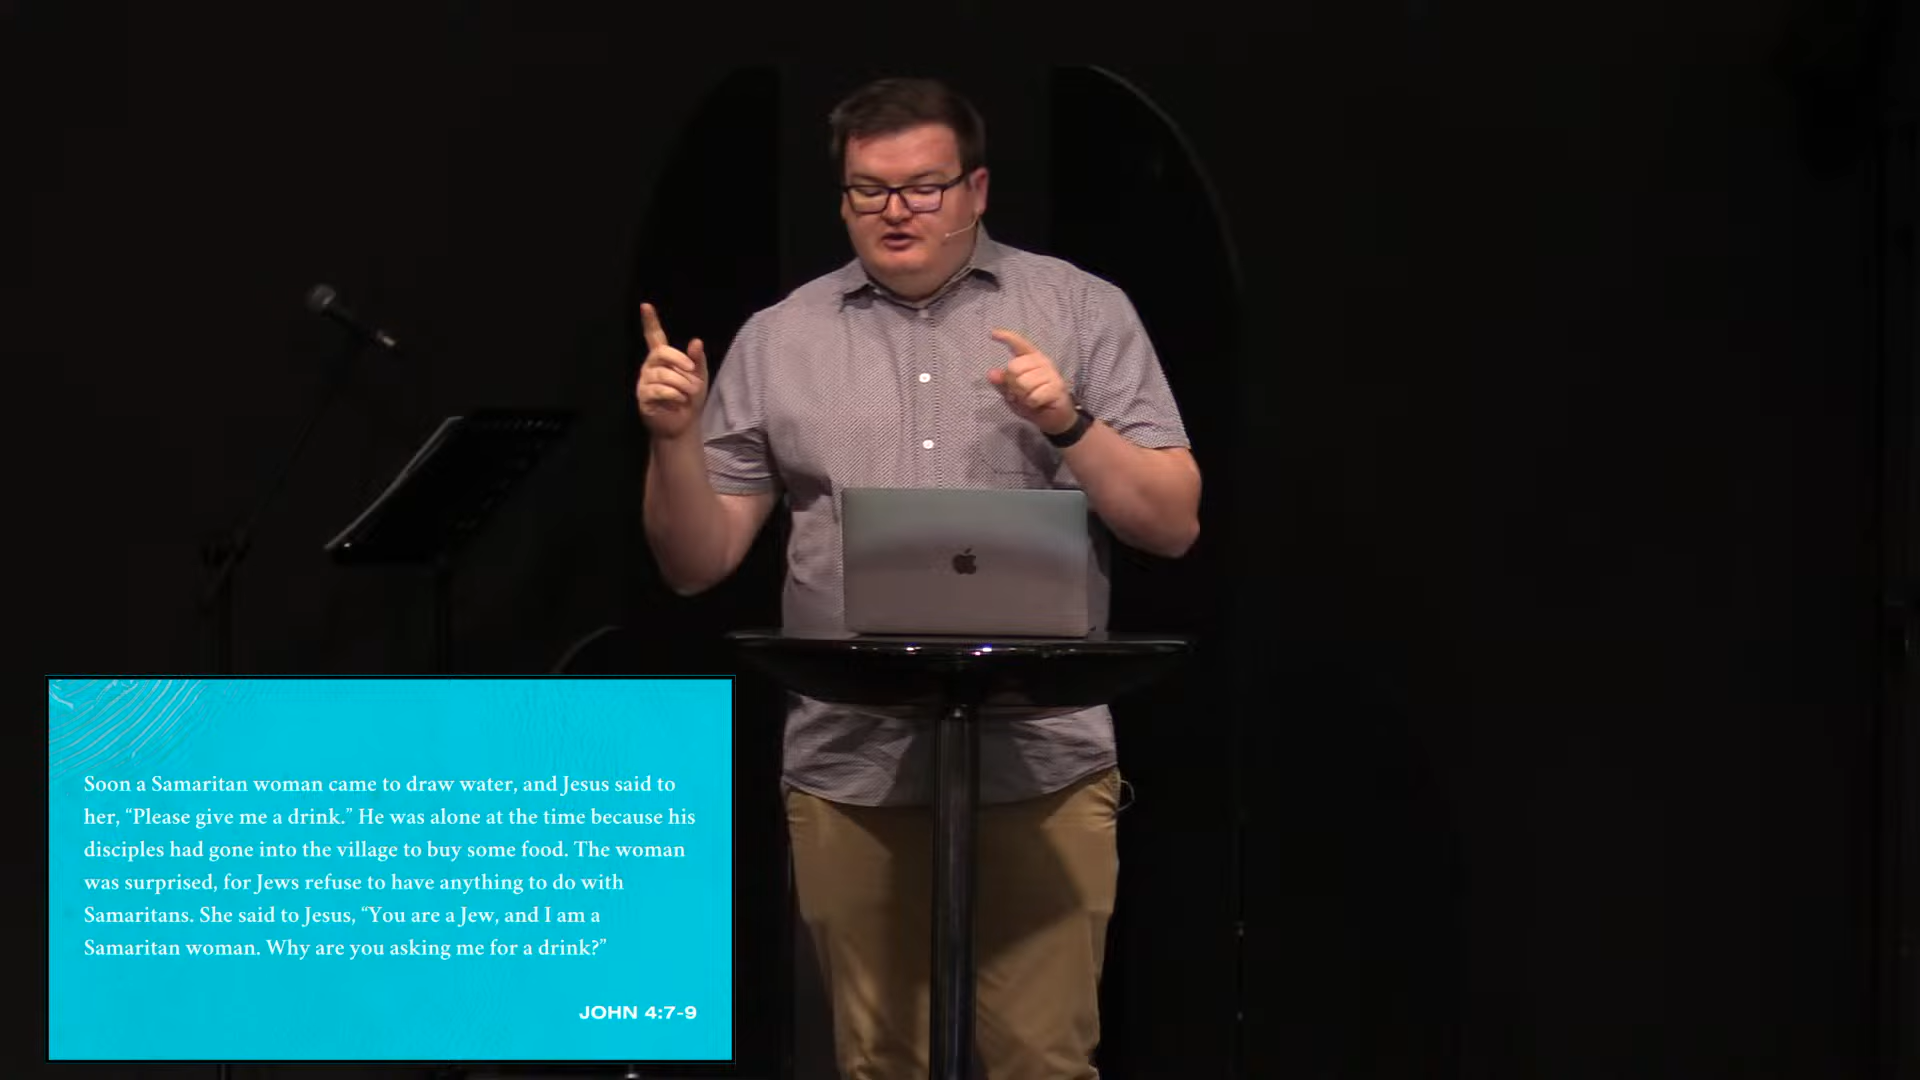 Soon a Samaritan woman came to draw water, and Jesus said to
her, “Please give me a drink.” He was alone at the time because his
disciples had gone into the village to buy some food. The woman
was surprised, for Jews refuse to have anything to do with
Samaritans. She said to Jesus, “You are a Jew, and I am a
Samaritan woman. Why are you asking me for a drink?”
JOHN 4:7-9